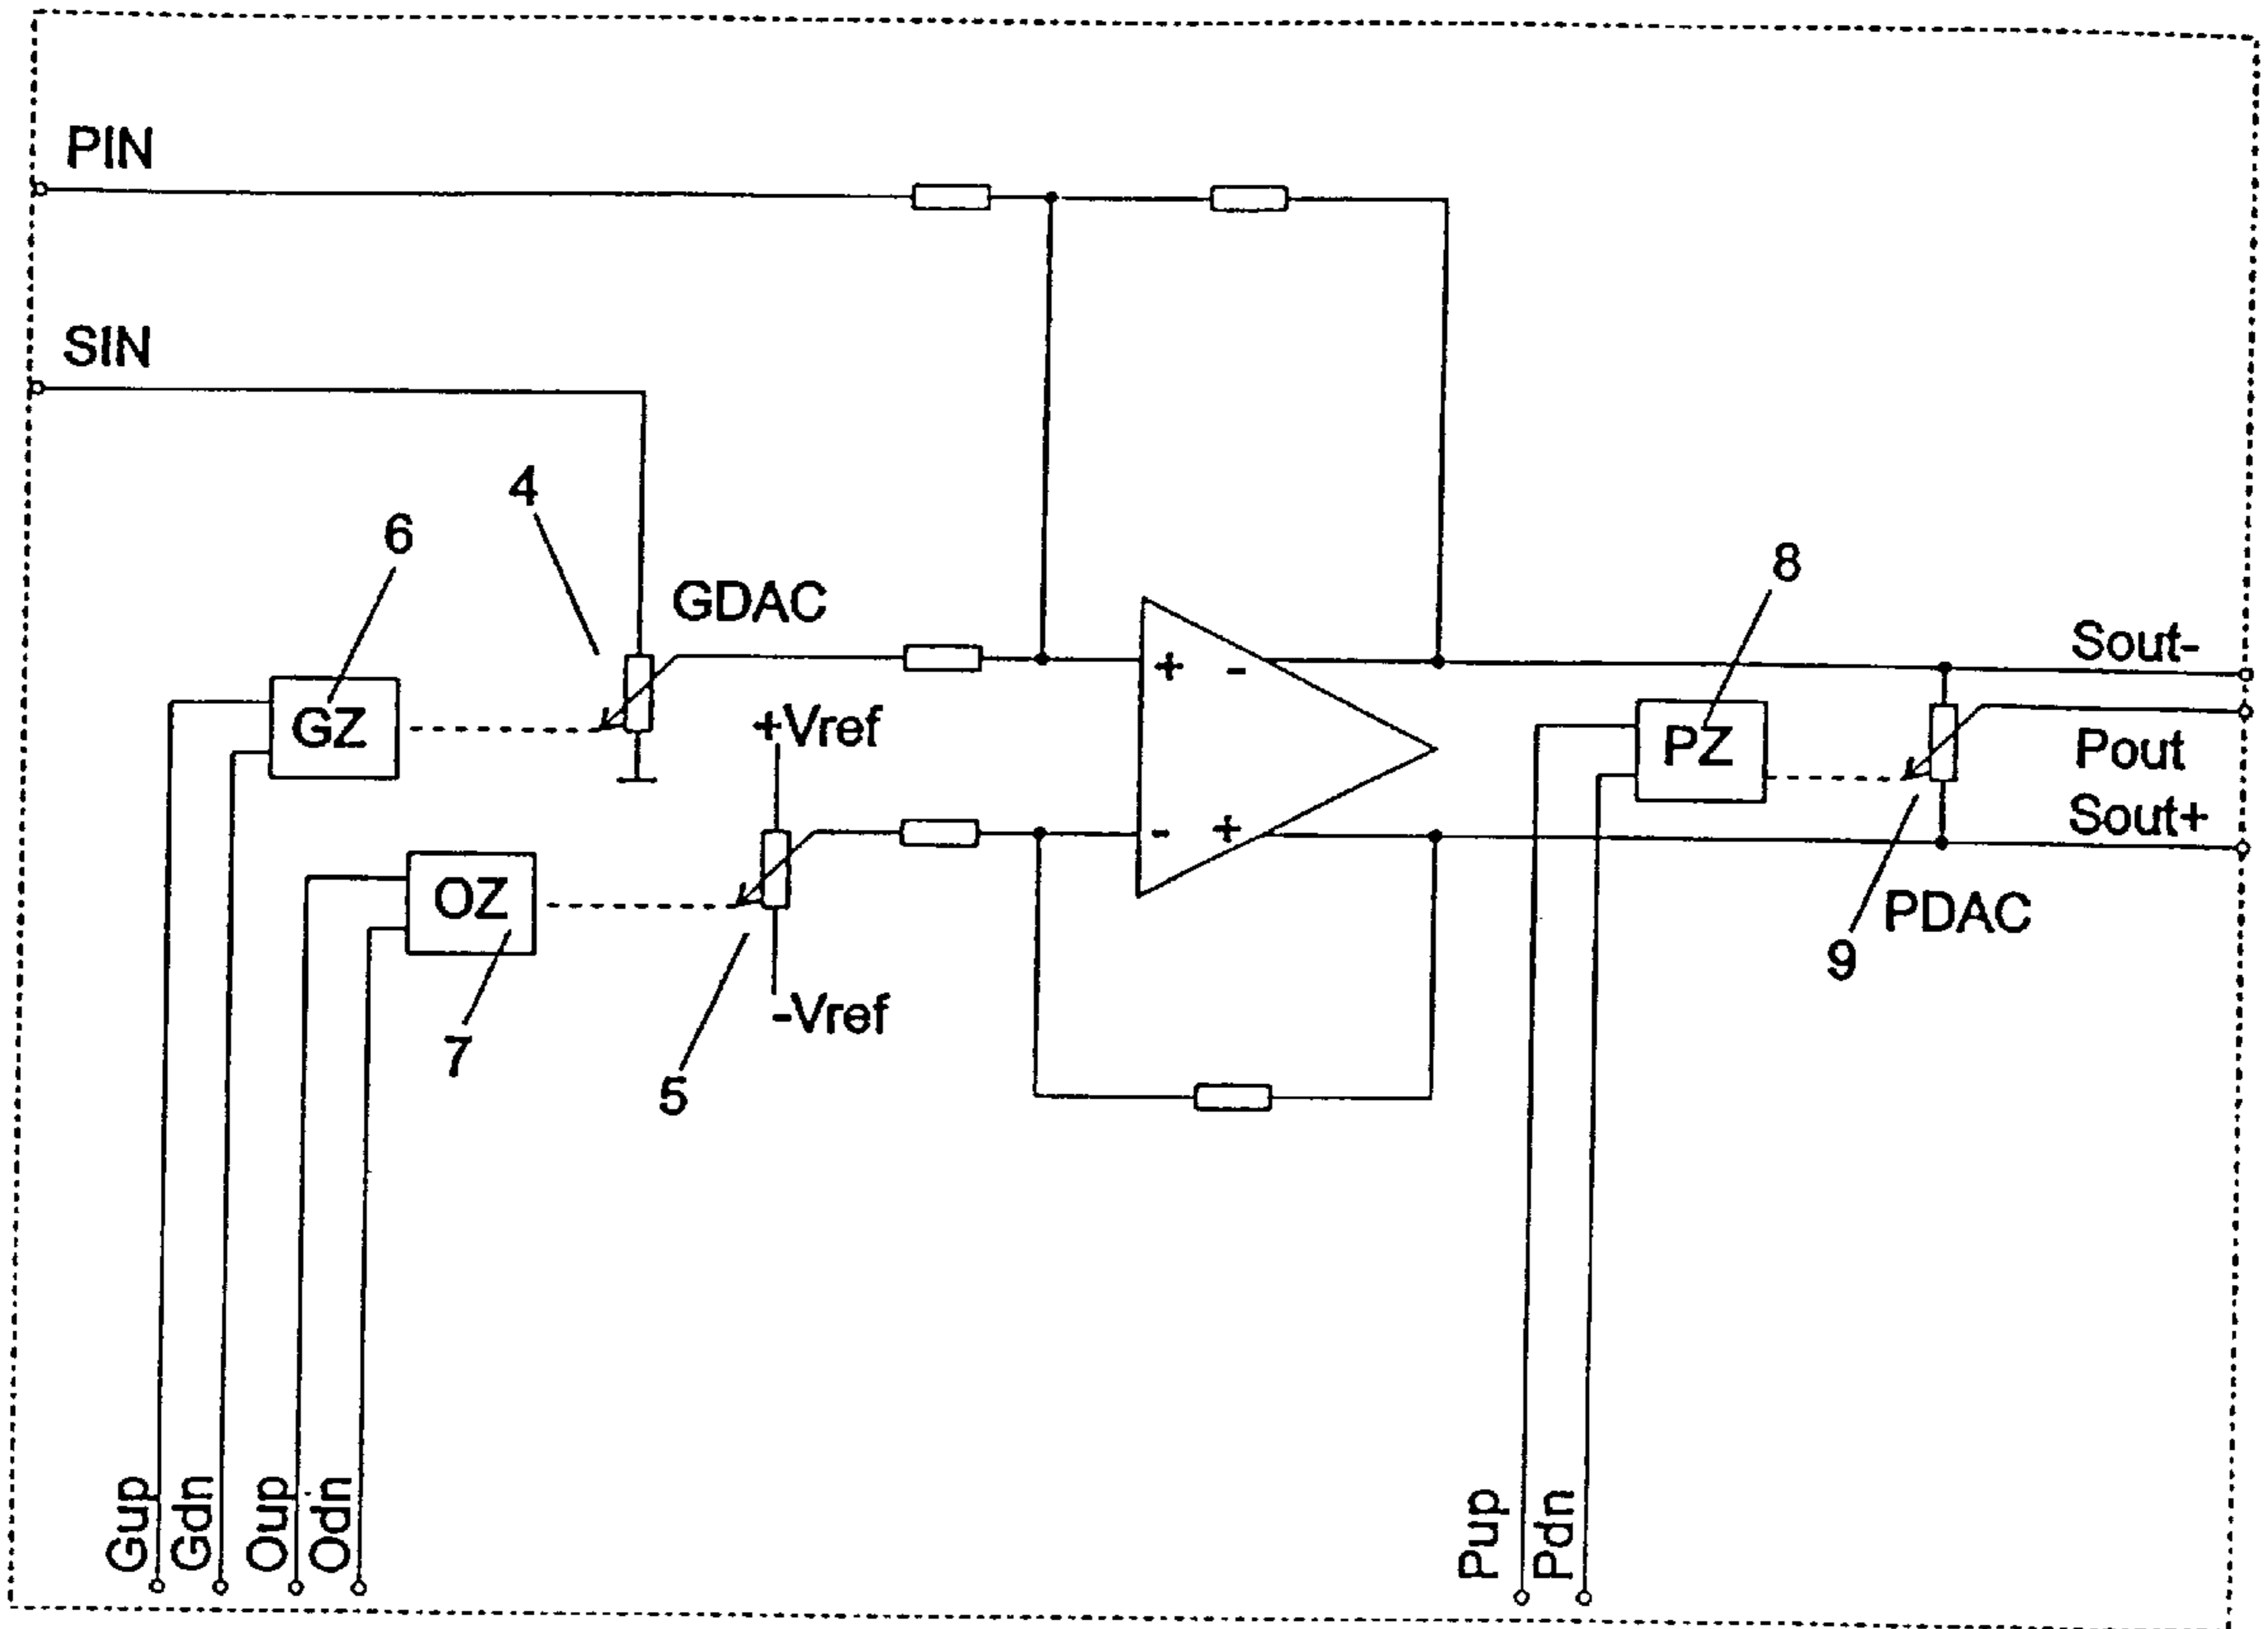 PIN
SIN
4
6
GDAC
8
GZ
+Vref
+
-
PZ
Sout-
Pout
Sout+
OZ
-
+
PDAC
9
-Vref
7
5
Gup
Gdn
Oup
Odn
Pup
Pdn